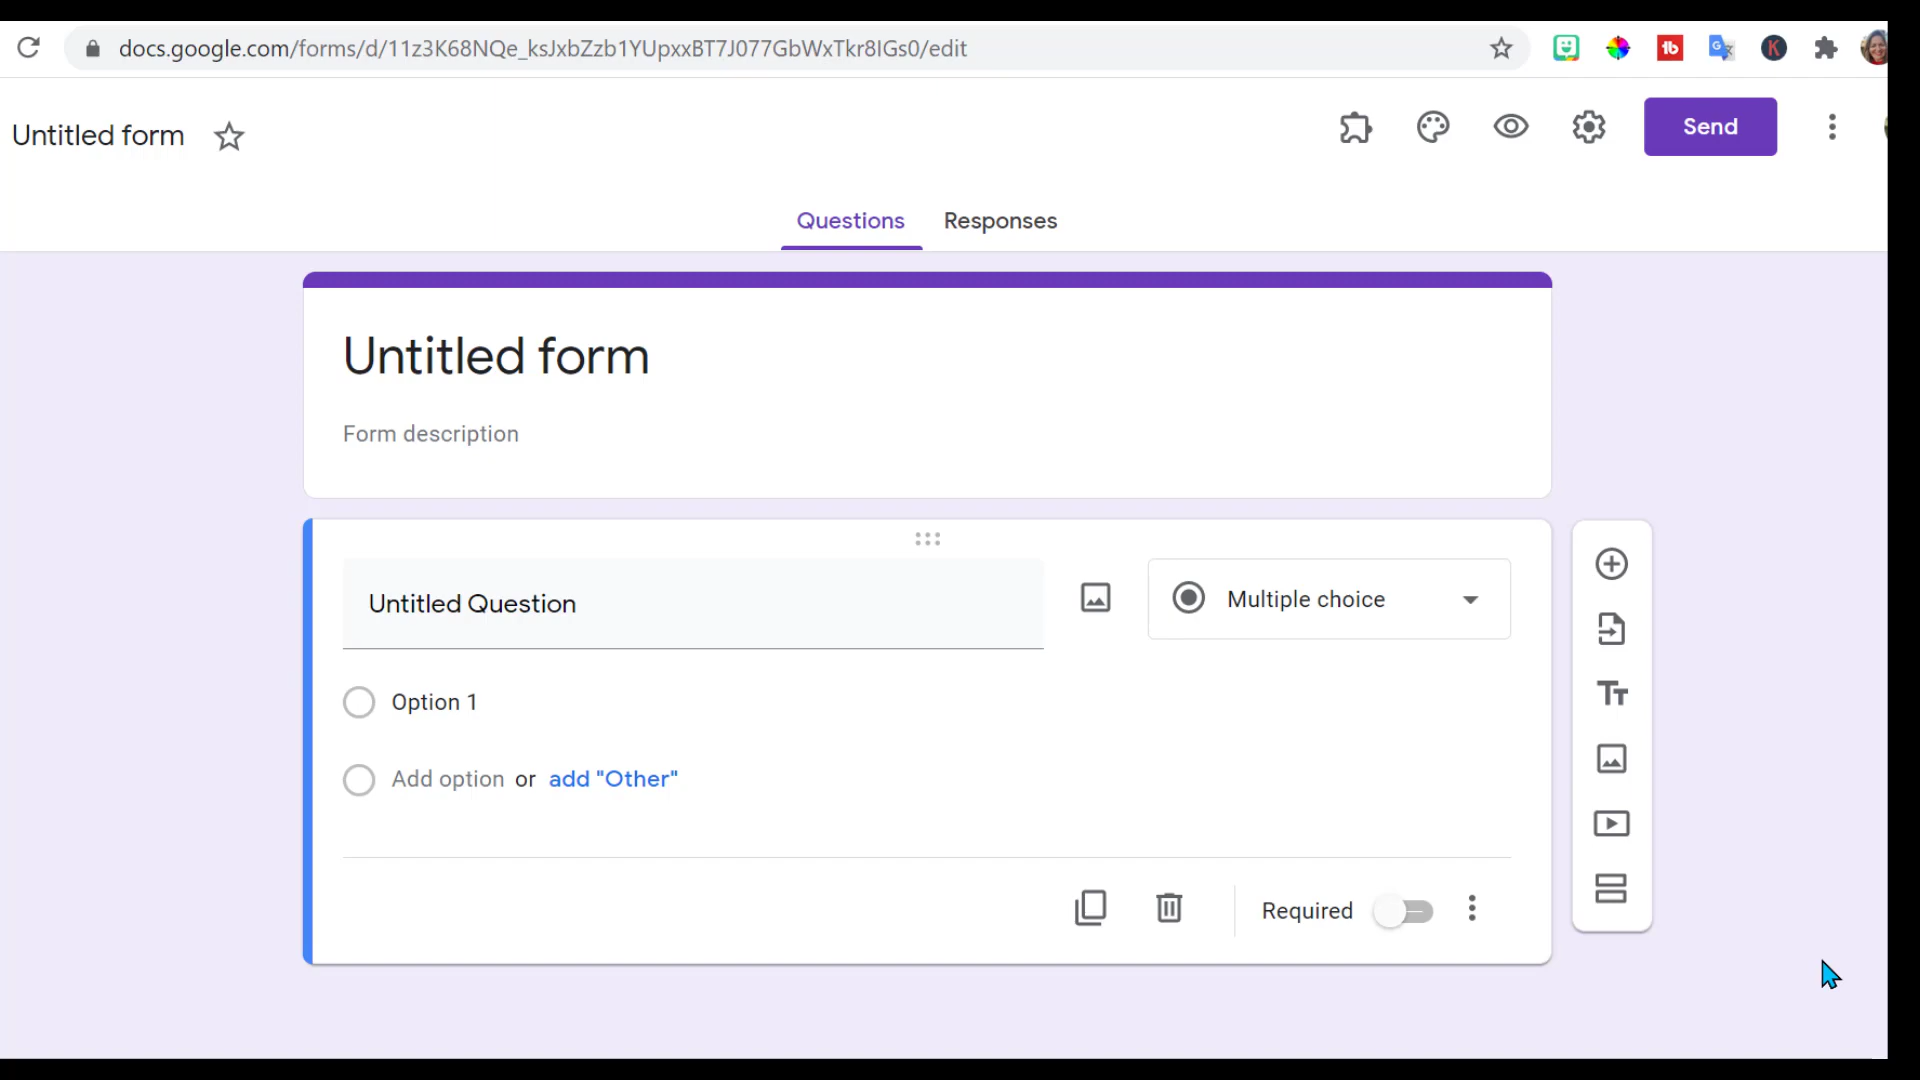 docs.google.com/forms/d/11z3K68NQe_ksJxbZzb1YUpxxBT7J077GbWxTkr8IGs0/edit
Untitled form
Send
Questions Responses
Untitled form
Form description
Untitled Question
Multiple choice
Option 1
Add option or add "Other"
Required